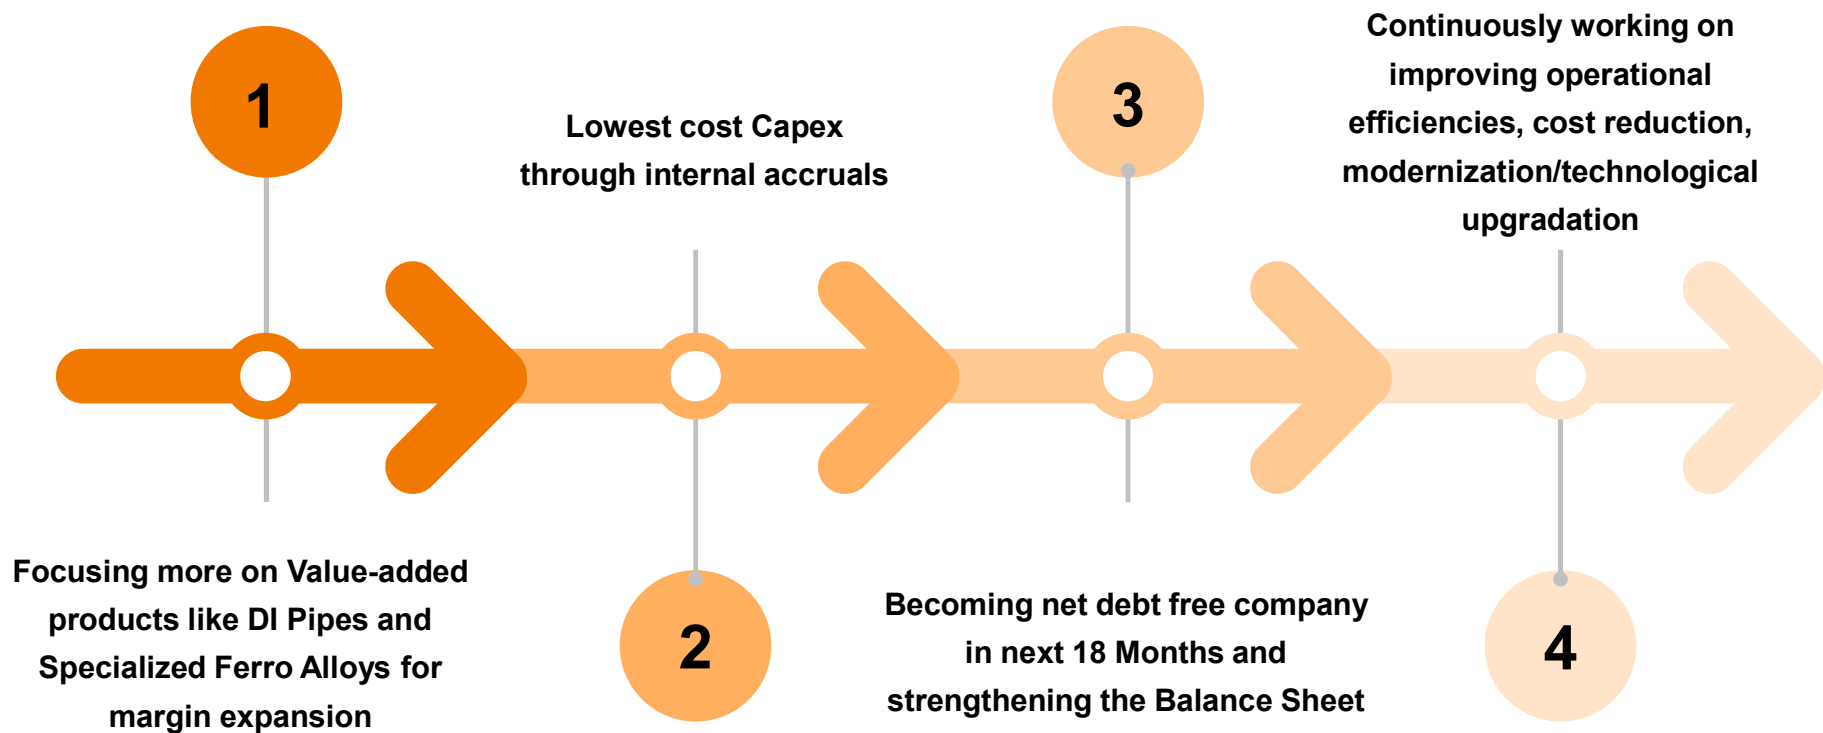 1
Focusing more on Value-added
products like DI Pipes and
Specialized Ferro Alloys for
margin expansion
Lowest cost Capex
through internal accruals
2
3
Becoming net debt free company
in next 18 Months and
strengthening the Balance Sheet
Continuously working on
improving operational
efficiencies, cost reduction,
modernization/technological
upgradation
4